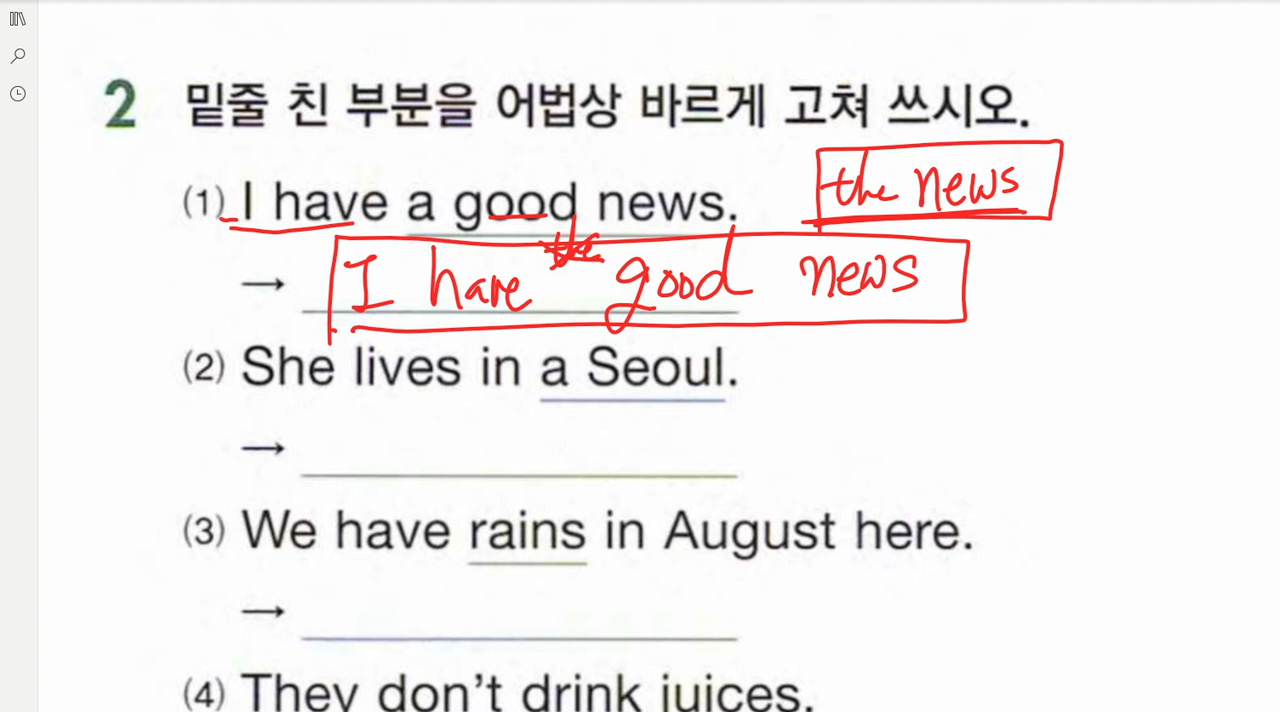 2 밑줄 친 부분을 어법상 바르게 고쳐 쓰시오.
(1) I have a good news. the news
→ I have the good news
(2) She lives in a Seoul.
→
(3) We have rains in August here.
→
(4) They don't drink juices.